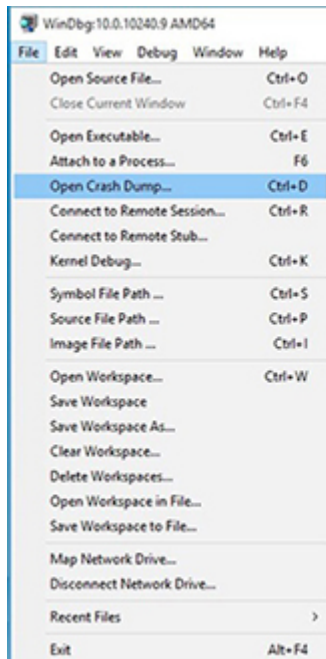 WinDbg:10.0.10240.9 AMD64
File Edit View Debug Window Help
Open Source File... Ctrl+O
Close Current Window Ctrl+F4
Open Executable... Ctrl+E
Attach to a Process... F6
Open Crash Dump... Ctrl+D
Connect to Remote Session... Ctrl+R
Connect to Remote Stub...
Kernel Debug... Ctrl+K
Symbol File Path ... Ctrl+S
Source File Path ... Ctrl+P
Image File Path ... Ctrl+I
Open Workspace... Ctrl+W
Save Workspace
Save Workspace As...
Clear Workspace...
Delete Workspaces...
Open Workspace in File...
Save Workspace to File...
Map Network Drive...
Disconnect Network Drive...
Recent Files
Exit Alt+F4